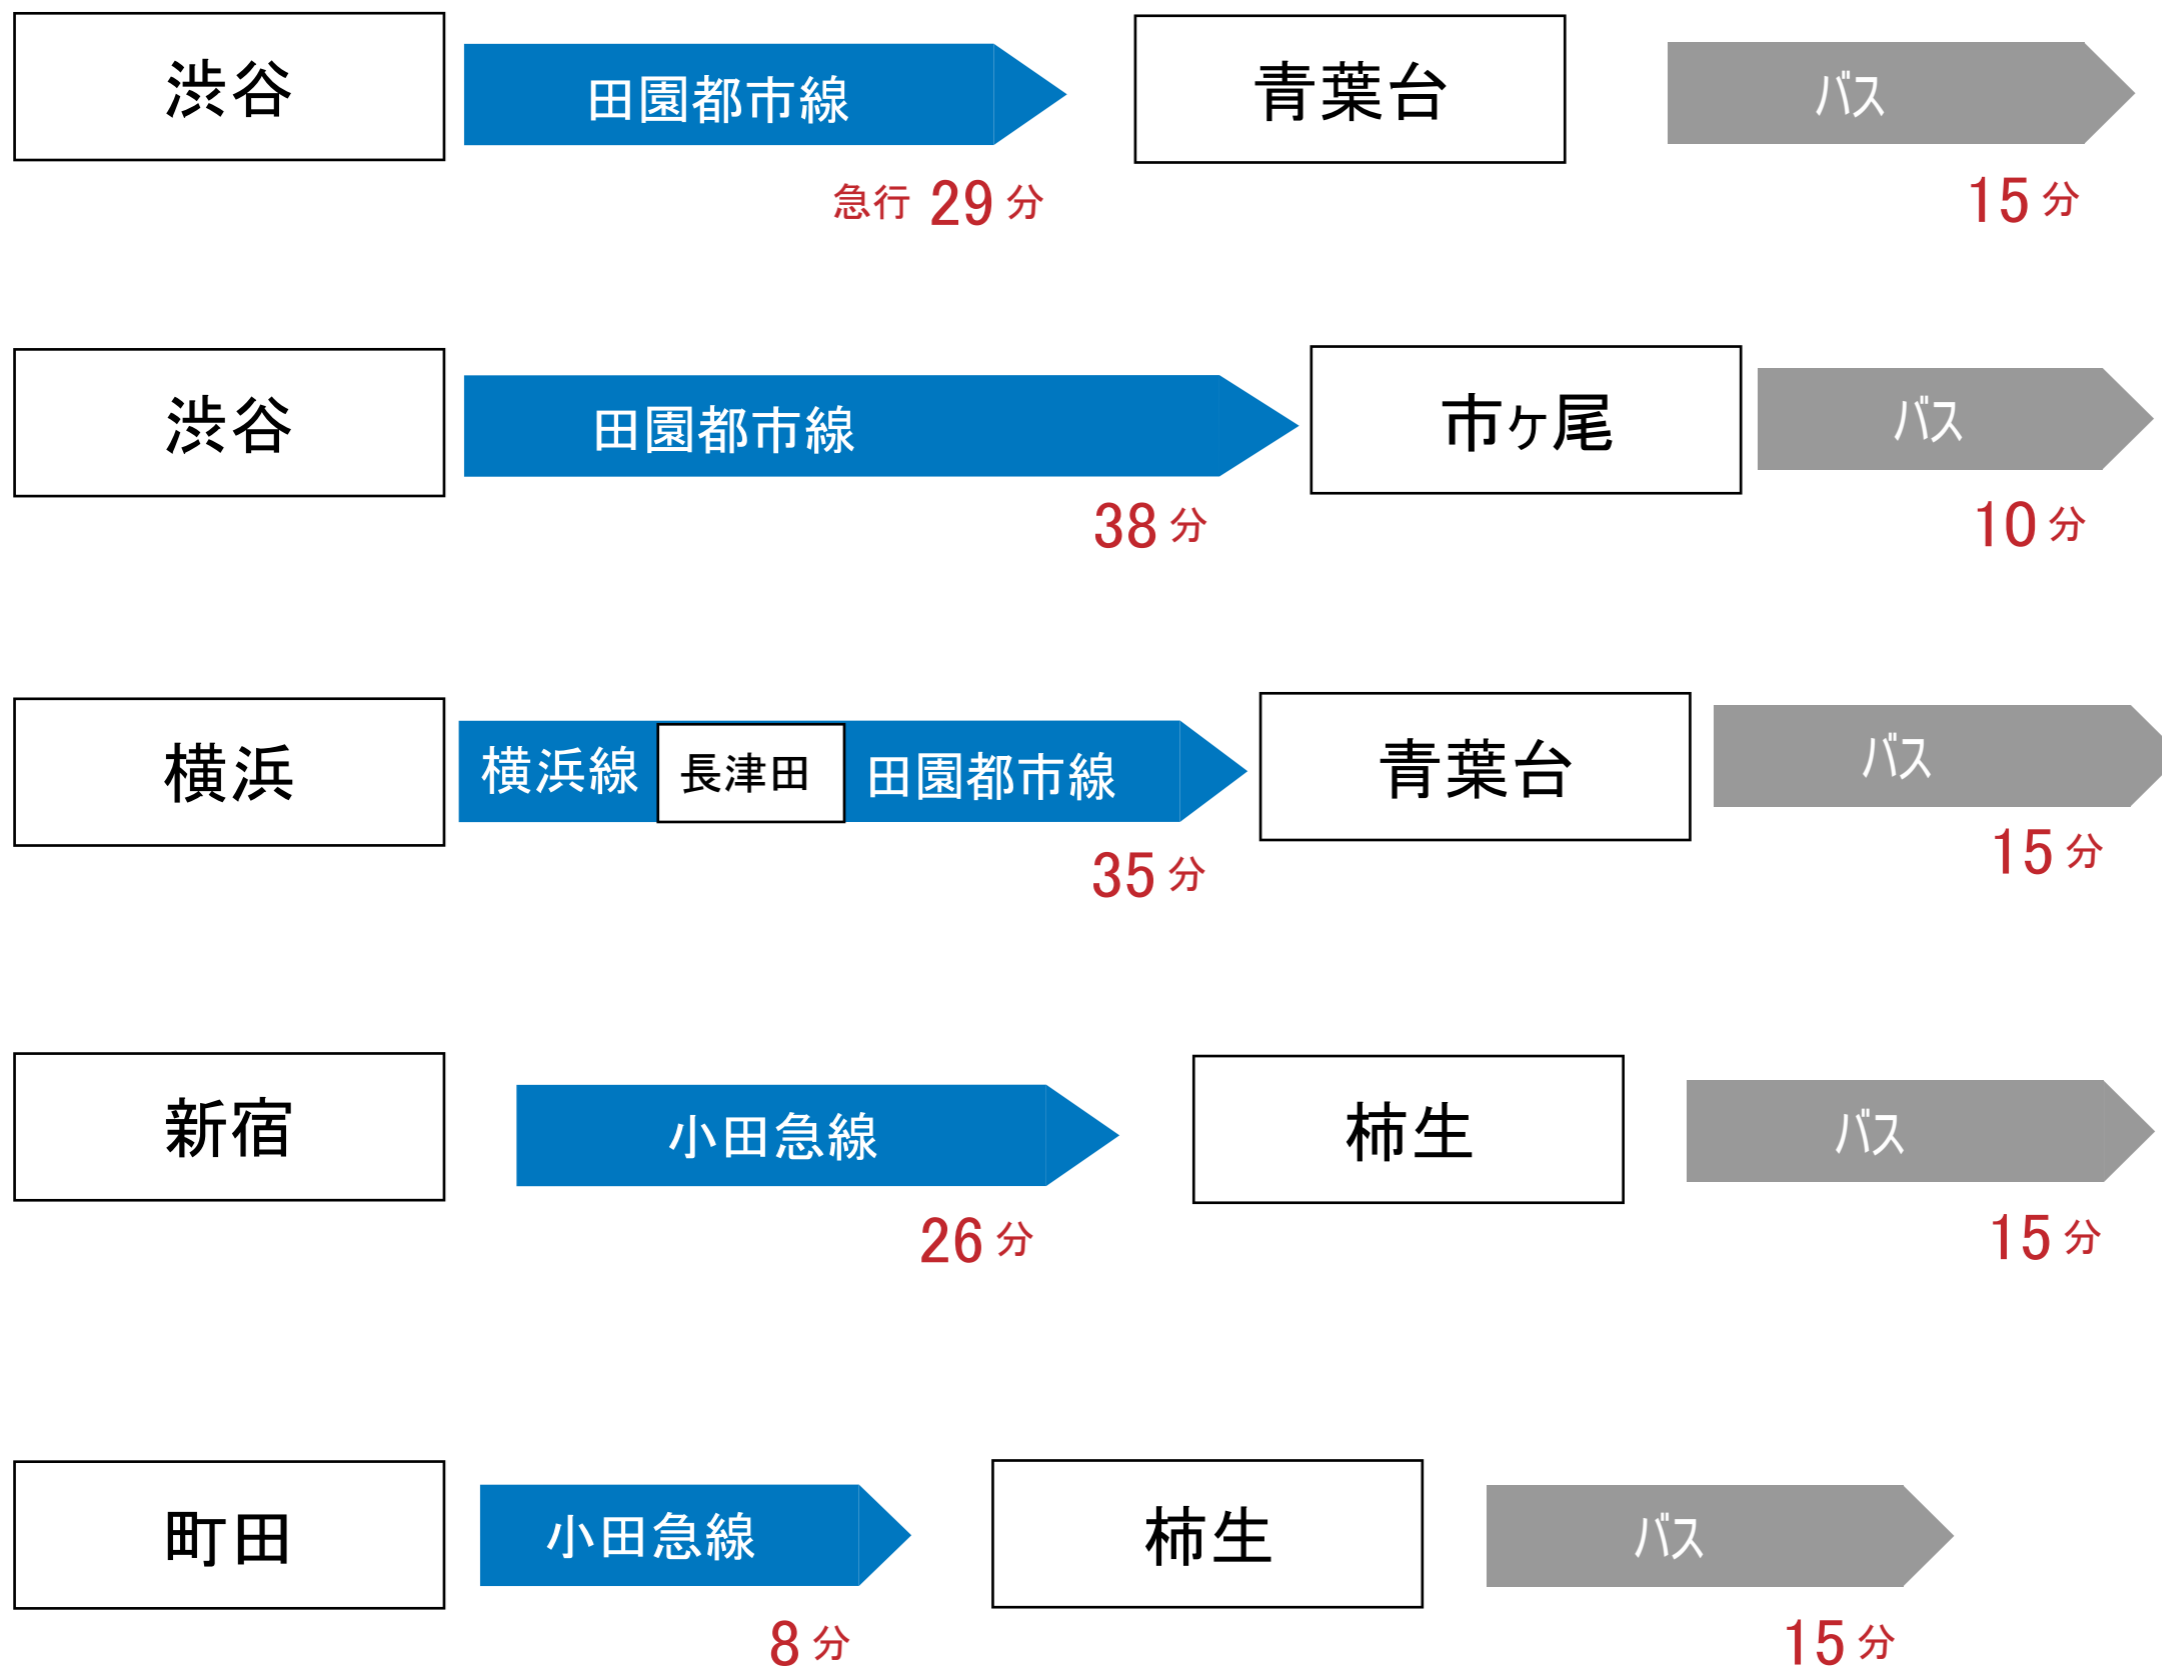 渋谷 田園都市線 青葉台 バス
急行 29 分 15 分
渋谷 田園都市線 市ヶ尾 バス
38 分 10 分
横浜 横浜線 長津田 田園都市線 青葉台 バス
35 分 15 分
新宿 小田急線 柿生 バス
26 分 15 分
町田 小田急線 柿生 バス
8 分 15 分